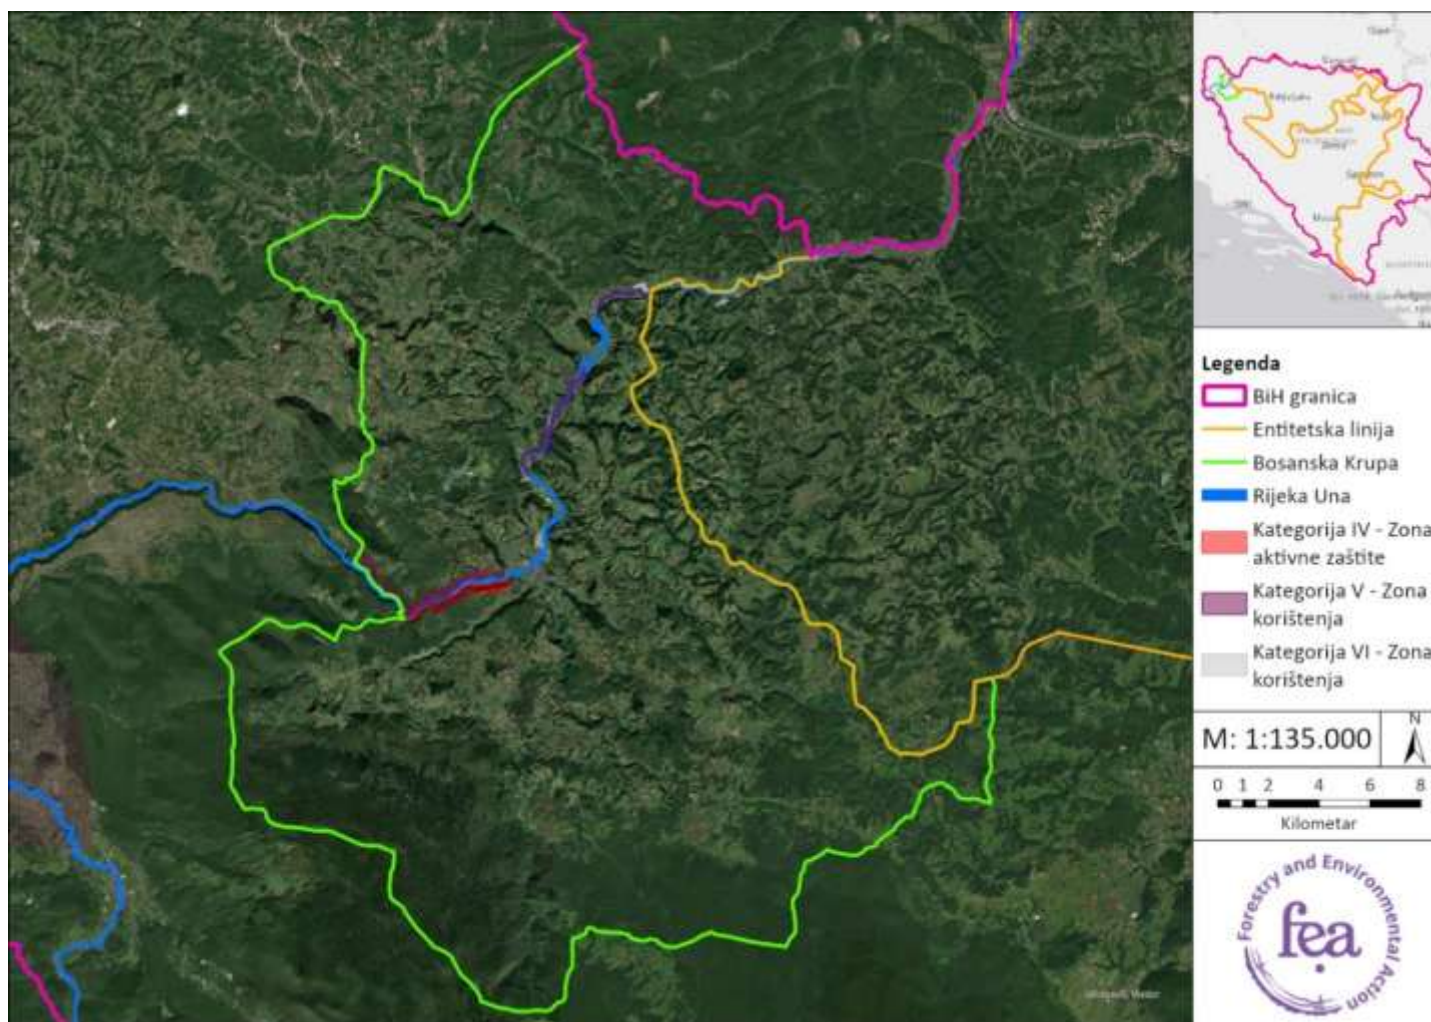 Legenda
BiH granica
Entitetska linija
Bosanska Krupa
Rijeka Una
Kategorija IV - Zona
aktivne zaštite
Kategorija V - Zona
korištenja
Kategorija VI - Zona
korištenja
M: 1:135.000
N
0 1 2 4 6 8
Kilometar
Forestry and Environmental Action
fea